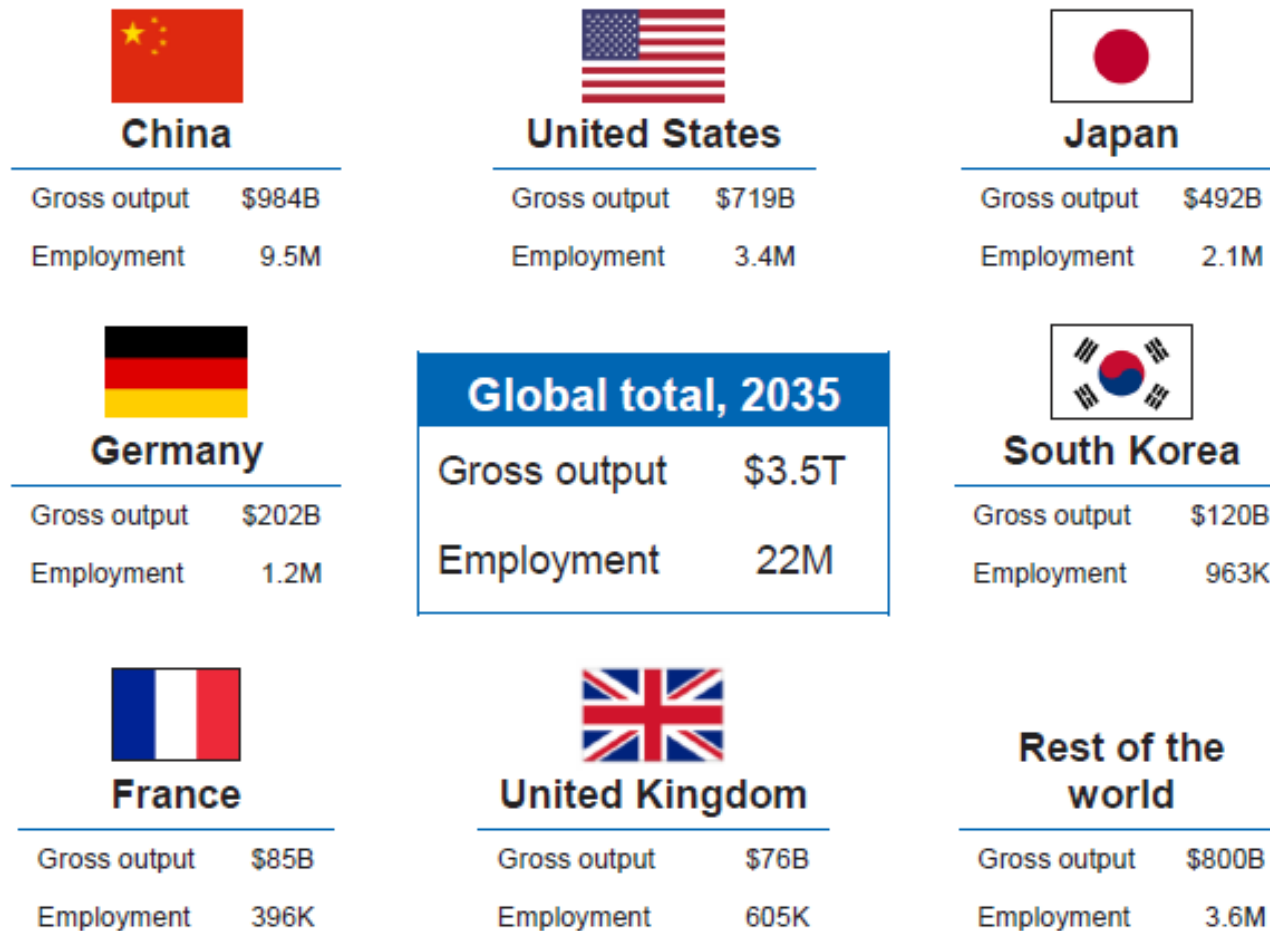 China
Gross output $984B
Employment 9.5M
United States
Gross output $719B
Employment 3.4M
Japan
Gross output $492B
Employment 2.1M
Germany
Gross output $202B
Employment 1.2M
Global total, 2035
Gross output $3.5T
Employment 22M
South Korea
Gross output $120B
Employment 963K
France
Gross output $85B
Employment 396K
United Kingdom
Gross output $76B
Employment 605K
Rest of the
world
Gross output $800B
Employment 3.6M